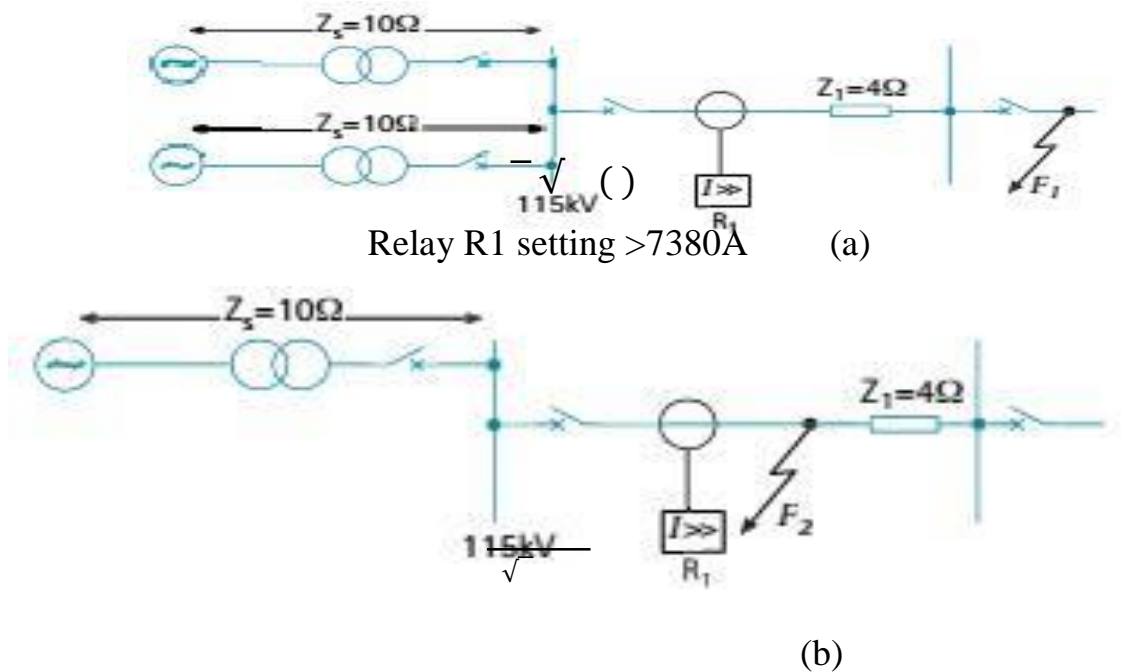 Zs=10Ω
Z1=4Ω
Zs=10Ω
√ ( )
115kV
I>>
R1
F1
Relay R1 setting >7380A (a)
Zs=10Ω
Z1=4Ω
I>>
F2
115kV
√
R1
(b)